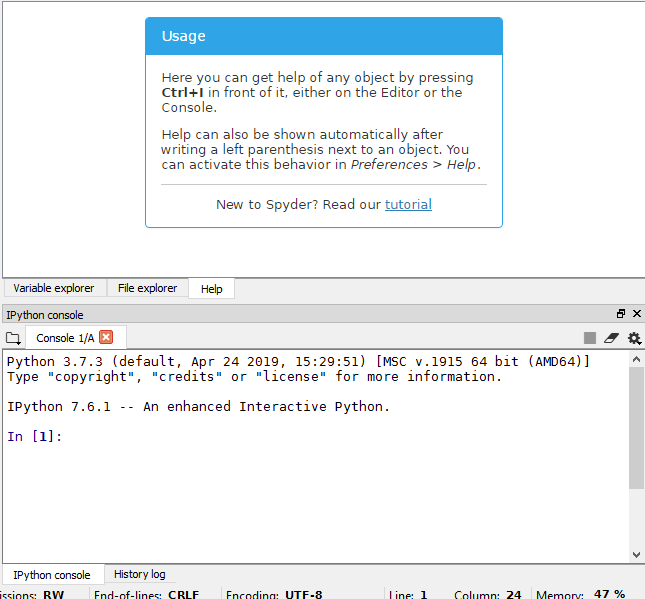 Usage
Here you can get help of any object by pressing
Ctrl+I in front of it, either on the Editor or the
Console.
Help can also be shown automatically after
writing a left parenthesis next to an object. You
can activate this behavior in Preferences > Help.
New to Spyder? Read our tutorial
Variable explorer File explorer Help
IPython console
Console 1/A
Python 3.7.3 (default, Apr 24 2019, 15:29:51) [MSC v.1915 64 bit (AMD64)]
Type "copyright", "credits" or "license" for more information.
IPython 7.6.1 -- An enhanced Interactive Python.
In [1]:
IPython console History log
issions: RW End-of-lines: CRLF Encoding: UTF-8 Line: 1 Column: 24 Memory: 47 %